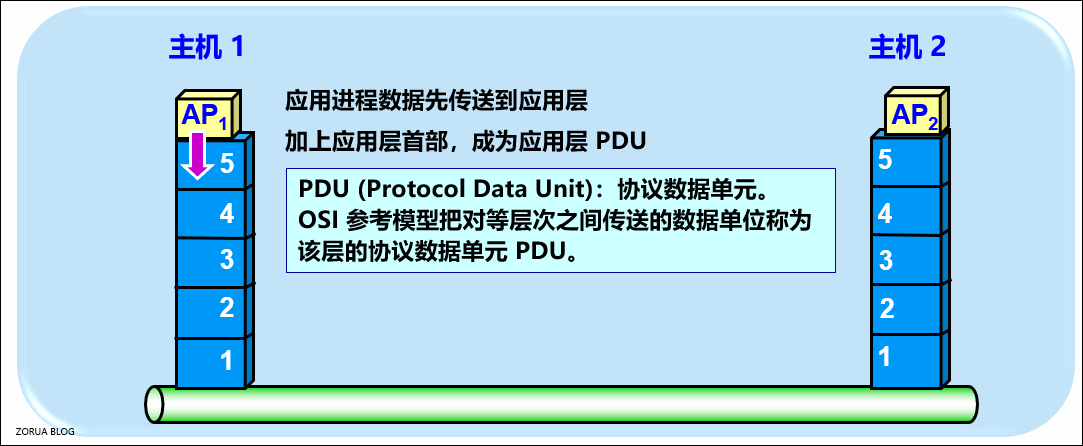 主机 1
主机 2
应用进程数据先传送到应用层
加上应用层首部，成为应用层 PDU
PDU (Protocol Data Unit)：协议数据单元。
OSI 参考模型把对等层次之间传送的数据单位称为
该层的协议数据单元 PDU。
AP1
5
4
3
2
1
AP2
5
4
3
2
1
ZORUA BLOG